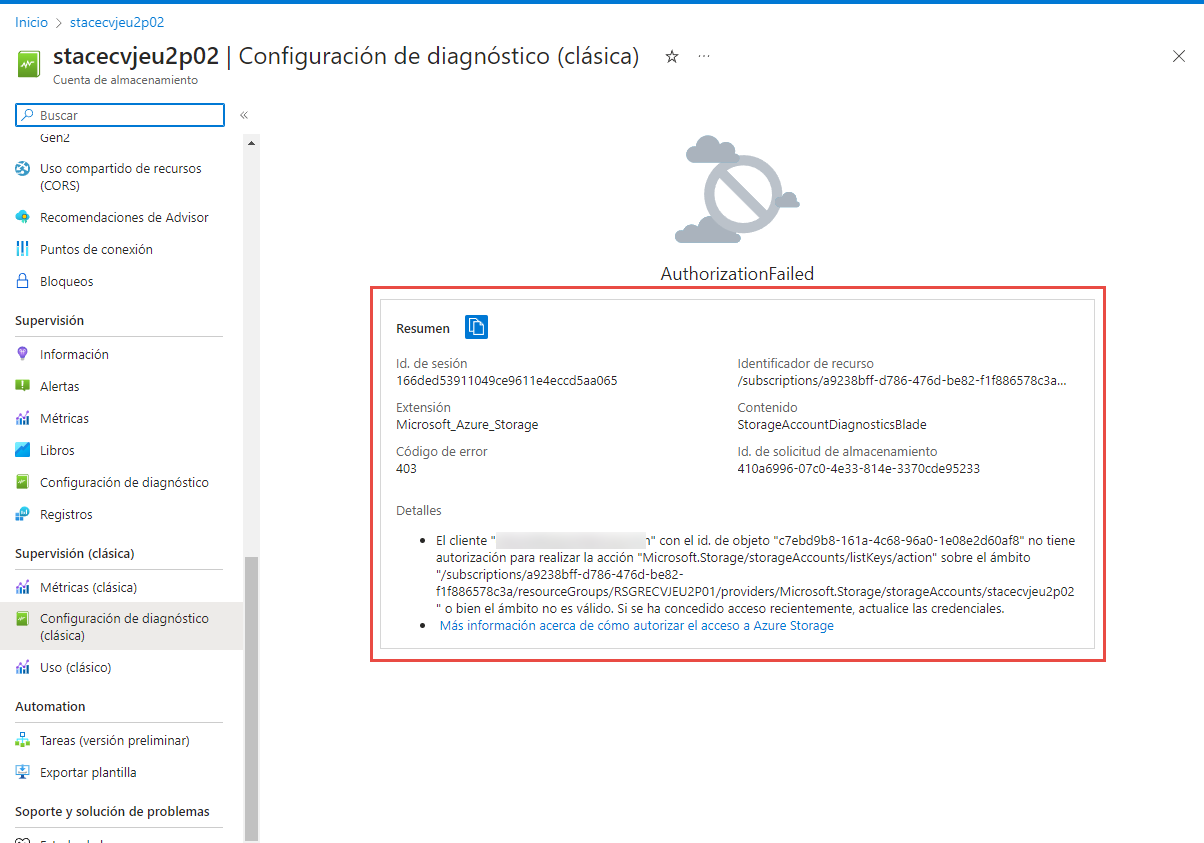 Inicio > stacecvjeu2p02
stacecvjeu2p02 | Configuración de diagnóstico (clásica)
Cuenta de almacenamiento
Buscar
Gen2
Uso compartido de recursos
(CORS)
Recomendaciones de Advisor
Puntos de conexión
Bloqueos
Supervisión
Información
Alertas
Métricas
Libros
Configuración de diagnóstico
Registros
Supervisión (clásica)
Métricas (clásica)
Configuración de diagnóstico
(clásica)
Uso (clásico)
Automation
Tareas (versión preliminar)
Exportar plantilla
Soporte y solución de problemas
AuthorizationFailed
Resumen
Id. de sesión
166ded53911049ce9611e4eccd5aa065
Identificador de recurso
/subscriptions/a9238bff-d786-476d-be82-f1f886578c3a...
Extensión
Microsoft_Azure_Storage
Contenido
StorageAccountDiagnosticsBlade
Código de error
403
Id. de solicitud de almacenamiento
410a6996-07c0-4e33-814e-3370cde95233
Detalles
El cliente " " con el id. de objeto "c7ebd9b8-161a-4c68-96a0-1e08e2d60af8" no tiene
autorización para realizar la acción "Microsoft.Storage/storageAccounts/listKeys/action" sobre el ámbito
"/subscriptions/a9238bff-d786-476d-be82-
f1f886578c3a/resourceGroups/RSGRECVJEU2P01/providers/Microsoft.Storage/storageAccounts/stacecvjeu2p02
" o bien el ámbito no es válido. Si se ha concedido acceso recientemente, actualice las credenciales.
Más información acerca de cómo autorizar el acceso a Azure Storage